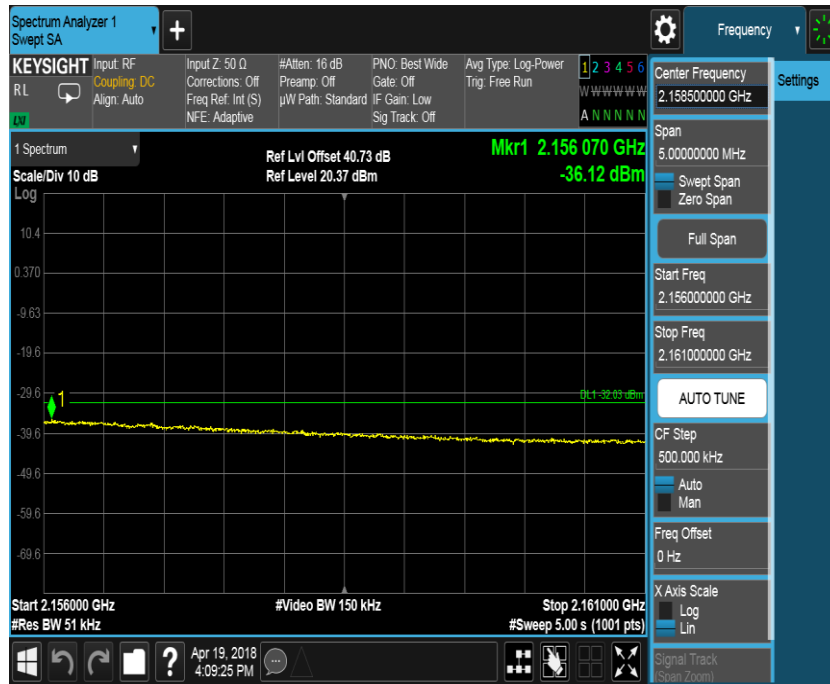 Spectrum Analyzer 1
Swept SA
+
Frequency
KEYSIGHT
RL
LXI
Input: RF
Coupling: DC
Align: Auto
Input Z: 50 Ω
Corrections: Off
Freq Ref: Int (S)
NFE: Adaptive
#Atten: 16 dB
Preamp: Off
µW Path: Standard
PNO: Best Wide
Gate: Off
IF Gain: Low
Sig Track: Off
Avg Type: Log-Power
Trig: Free Run
1 2 3 4 5 6
W W W W W W
A N N N N N
1 Spectrum
Scale/Div 10 dB
Log
Ref Lvl Offset 40.73 dB
Ref Level 20.37 dBm
Mkr1 2.156 070 GHz
-36.12 dBm
10.4
0.370
-9.63
-19.6
-29.6
-39.6
-49.6
-59.6
-69.6
1
DL1 -32.03 dBm
Start 2.156000 GHz
#Res BW 51 kHz
#Video BW 150 kHz
Stop 2.161000 GHz
#Sweep 5.00 s (1001 pts)
?
Apr 19, 2018
4:09:25 PM
Center Frequency
2.158500000 GHz
Span
5.00000000 MHz
Swept Span
Zero Span
Full Span
Start Freq
2.156000000 GHz
Stop Freq
2.161000000 GHz
AUTO TUNE
CF Step
500.000 kHz
Auto
Man
Freq Offset
0 Hz
X Axis Scale
Log
Lin
Signal Track
(Span Zoom)
Settings